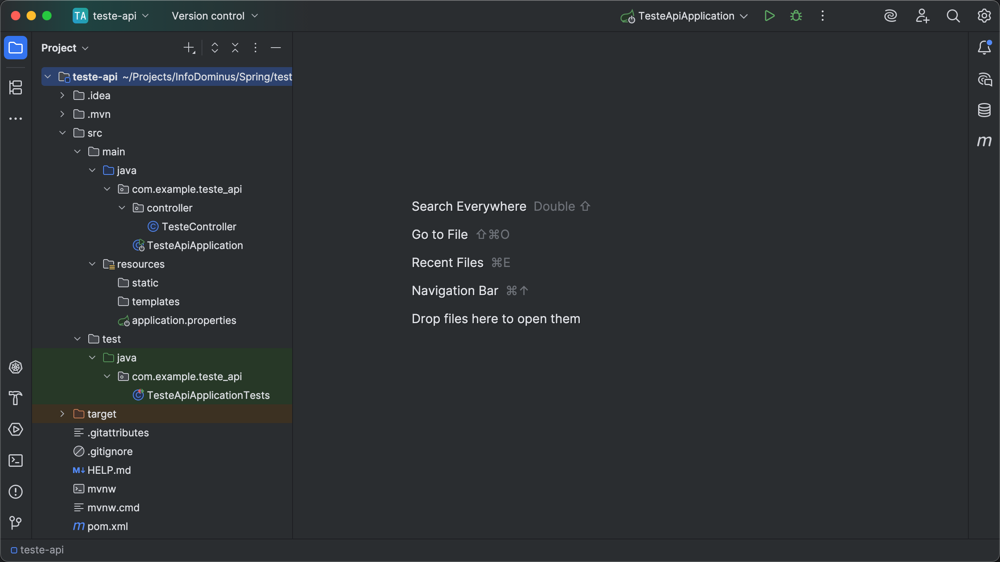 TA teste-api Version control TesteApiApplication
Project
teste-api ~/Projects/InfoDominus/Spring/test
.idea
.mvn
src
main
java
com.example.teste_api
controller
TesteController
TesteApiApplication
resources
static
templates
application.properties
test
java
com.example.teste_api
TesteApiApplicationTests
target
.gitattributes
.gitignore
M↓ HELP.md
mvnw
mvnw.cmd
m pom.xml
Search Everywhere Double ⇧
Go to File ⇧⌘O
Recent Files ⌘E
Navigation Bar ⌘↑
Drop files here to open them
m
teste-api